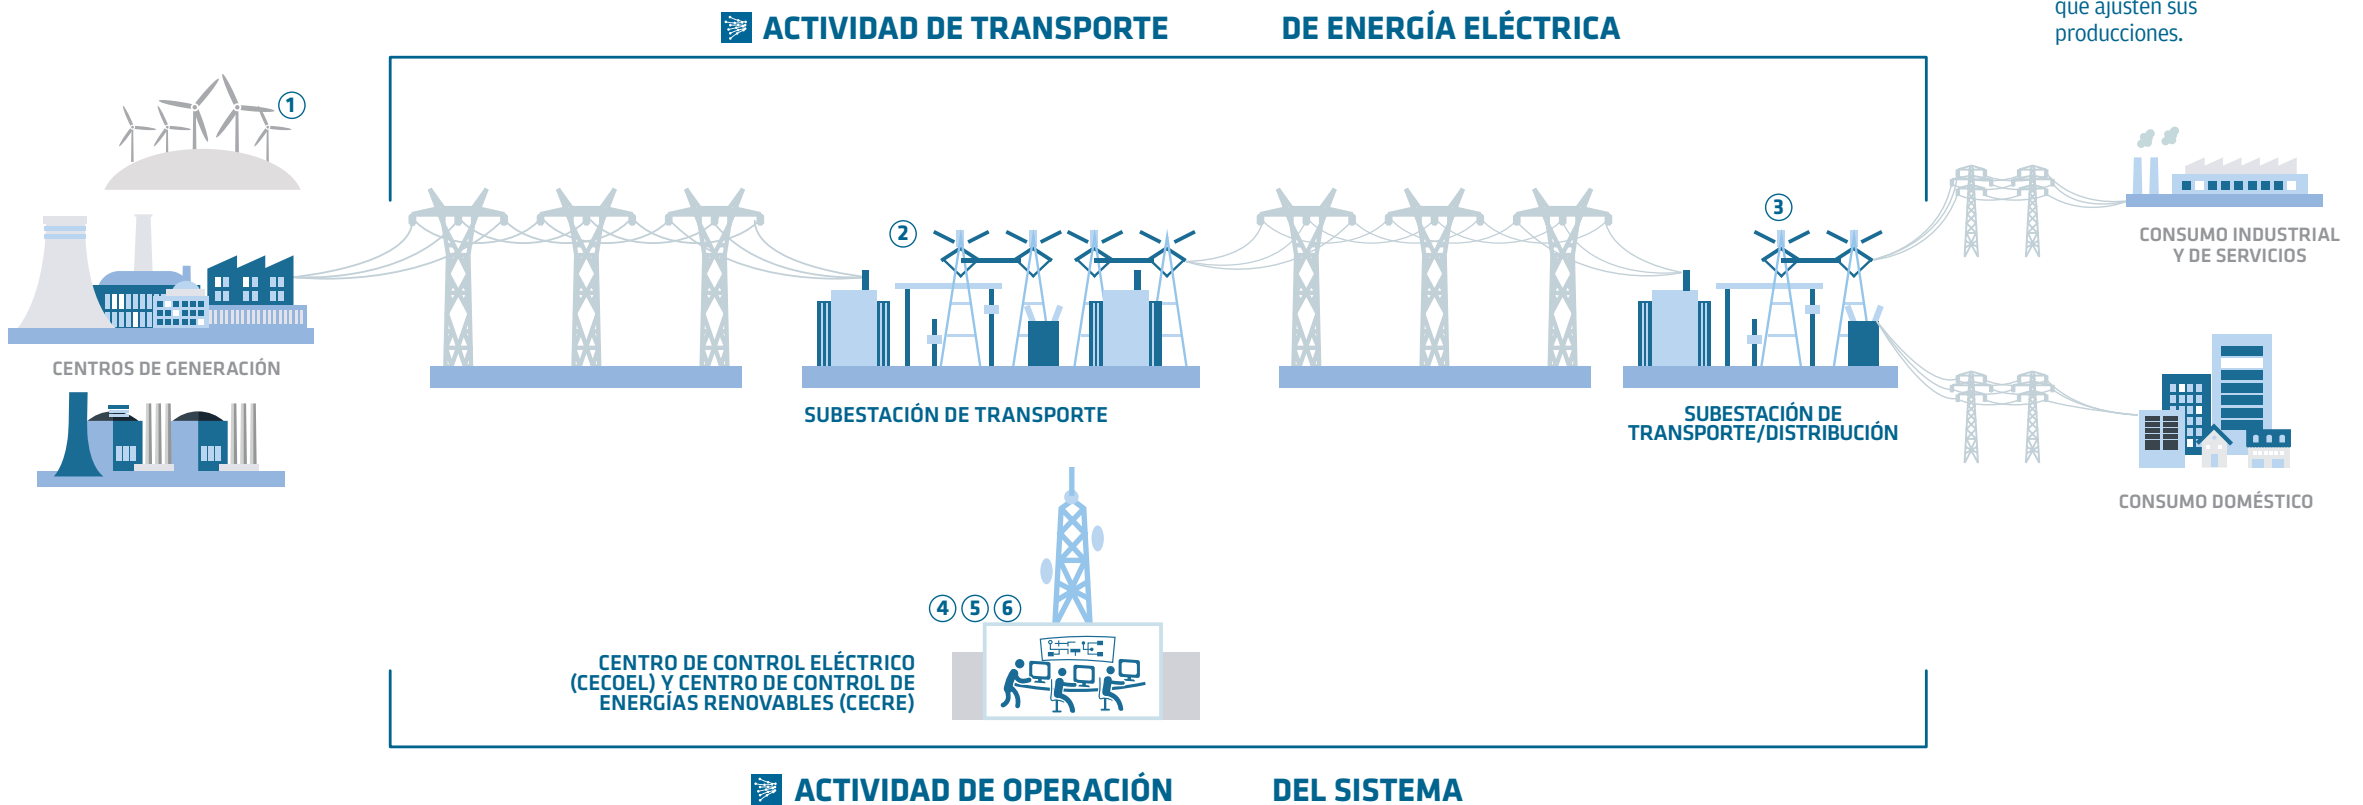 que ajusten sus
producciones.
ACTIVIDAD DE TRANSPORTE DE ENERGÍA ELÉCTRICA
1
2
3
CONSUMO INDUSTRIAL
Y DE SERVICIOS
CENTROS DE GENERACIÓN
SUBESTACIÓN DE TRANSPORTE
SUBESTACIÓN DE
TRANSPORTE/DISTRIBUCIÓN
CONSUMO DOMÉSTICO
4 5 6
CENTRO DE CONTROL ELÉCTRICO
(CECOEL) Y CENTRO DE CONTROL DE
ENERGÍAS RENOVABLES (CECRE)
ACTIVIDAD DE OPERACIÓN DEL SISTEMA